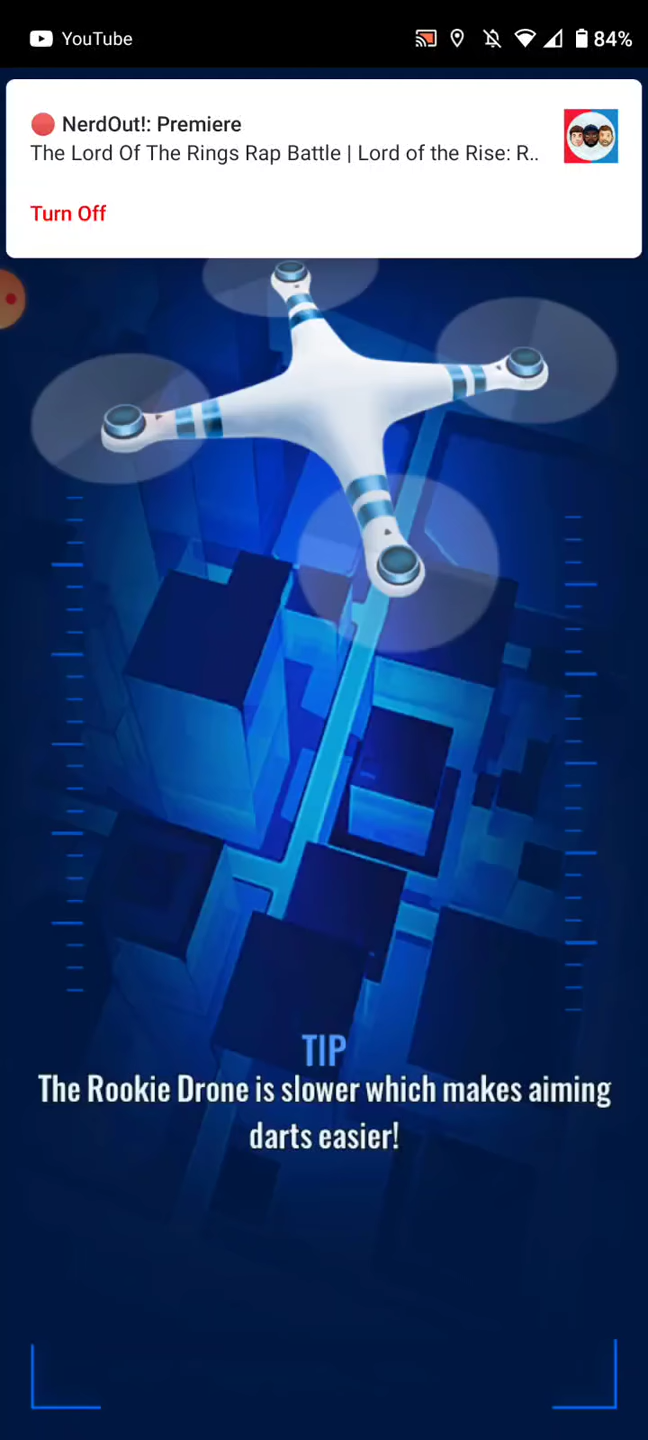 YouTube
84%
NerdOut!: Premiere
The Lord Of The Rings Rap Battle | Lord of the Rise: R..
Turn Off
TIP
The Rookie Drone is slower which makes aiming
darts easier!